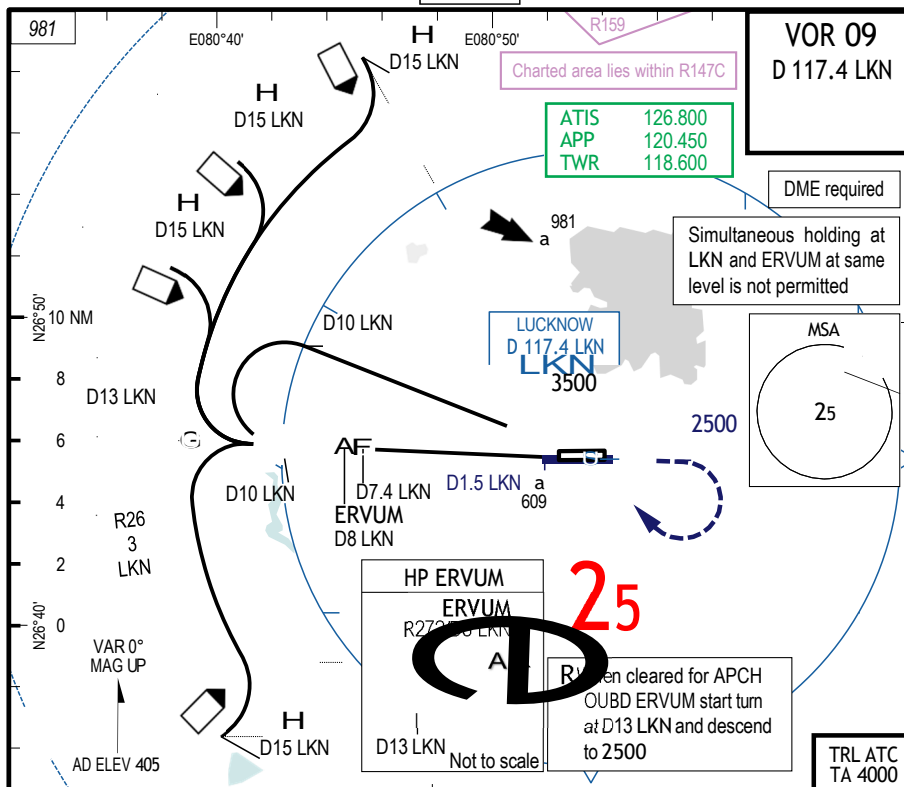 981
E080°40'
E080°50'
R159
H
D15 LKN
Charted area lies within R147C
VOR 09
D 117.4 LKN
H
D15 LKN
ATIS 126.800
APP 120.450
TWR 118.600
DME required
H
D15 LKN
981
a
Simultaneous holding at
LKN and ERVUM at same
level is not permitted
N26°50'
10 NM
D10 LKN
LUCKNOW
D 117.4 LKN
LKN
3500
MSA
25
8
D13 LKN
2500
6
G
AF
U
D10 LKN
D7.4 LKN
D1.5 LKN
a
609
4
ERVUM
D8 LKN
R26
3
LKN
2
HP ERVUM
ERVUM
25
N26°40'
0
VAR 0°
MAG UP
A
R
When cleared for APCH
OUBD ERVUM start turn
at D13 LKN and descend
to 2500
H
D15 LKN
D13 LKN
Not to scale
AD ELEV 405
TRL ATC
TA 4000